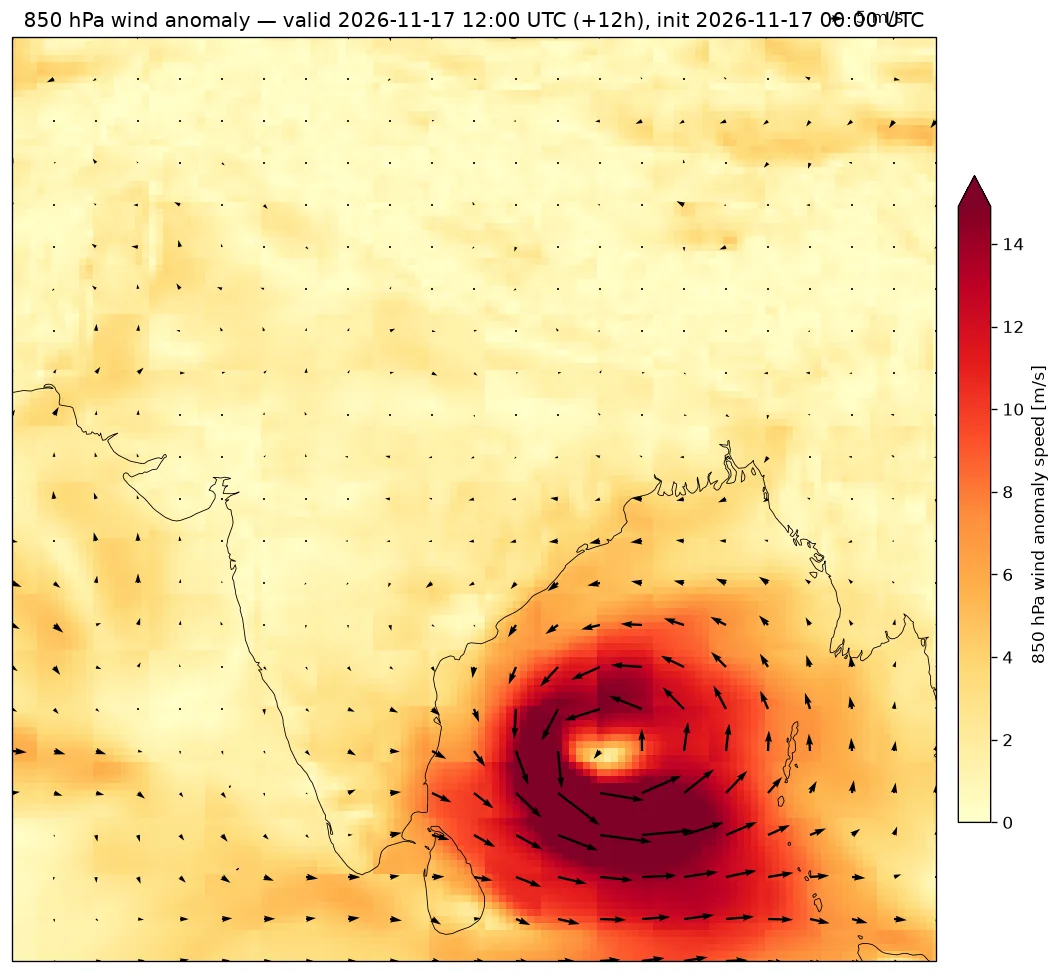 850 hPa wind anomaly — valid 2026-11-17 12:00 UTC (+12h), init 2026-11-17 00:00 UTC
5 m/s
14
12
10
8
6
4
2
0
850 hPa wind anomaly speed [m/s]